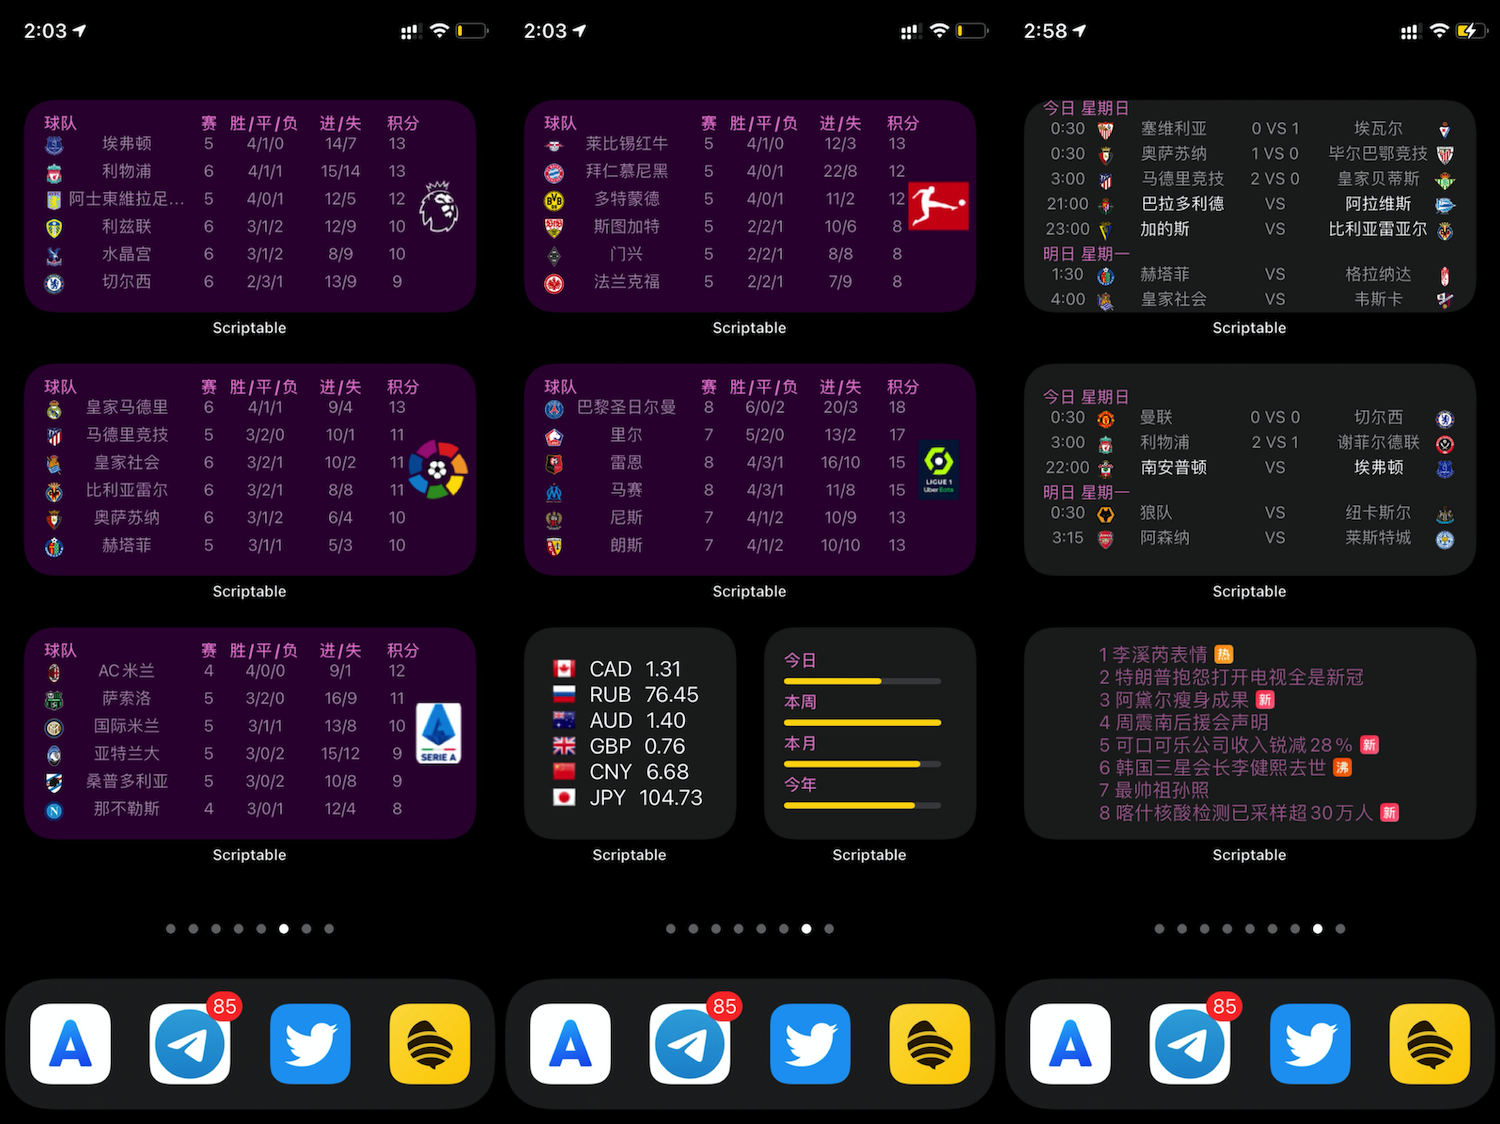 2:03
球队 赛 胜/平/负 进/失 积分
埃弗顿 5 4/1/0 14/7 13
利物浦 6 4/1/1 15/14 13
阿士東維拉足... 5 4/0/1 12/5 12
利兹联 6 3/1/2 12/9 10
水晶宫 6 3/1/2 8/9 10
切尔西 6 2/3/1 13/9 9
Scriptable
球队 赛 胜/平/负 进/失 积分
皇家马德里 6 4/1/1 9/4 13
马德里竞技 5 3/2/0 10/1 11
皇家社会 6 3/2/1 10/2 11
比利亚雷尔 6 3/2/1 8/8 11
奥萨苏纳 6 3/1/2 6/4 10
赫塔菲 5 3/1/1 5/3 10
Scriptable
球队 赛 胜/平/负 进/失 积分
AC米兰 4 4/0/0 9/1 12
萨索洛 5 3/2/0 16/9 11
国际米兰 5 3/1/1 13/8 10
亚特兰大 5 3/0/2 15/12 9
桑普多利亚 5 3/0/2 10/8 9
那不勒斯 4 3/0/1 12/4 8
SERIE A
Scriptable
85
2:03
球队 赛 胜/平/负 进/失 积分
莱比锡红牛 5 4/1/0 12/3 13
拜仁慕尼黑 5 4/0/1 22/8 12
多特蒙德 5 4/0/1 11/2 12
斯图加特 5 2/2/1 10/6 8
门兴 5 2/2/1 8/8 8
法兰克福 5 2/2/1 7/9 8
Scriptable
球队 赛 胜/平/负 进/失 积分
巴黎圣日尔曼 8 6/0/2 20/3 18
里尔 7 5/2/0 13/2 17
雷恩 8 4/3/1 16/10 15
马赛 8 4/3/1 11/8 15
尼斯 7 4/1/2 10/9 13
朗斯 7 4/1/2 10/10 13
LIGUE 1
Uber Eats
Scriptable
CAD 1.31
RUB 76.45
AUD 1.40
GBP 0.76
CNY 6.68
JPY 104.73
Scriptable
今日
本周
本月
今年
Scriptable
85
2:58
今日 星期日
0:30 塞维利亚 0 VS 1 埃瓦尔
0:30 奥萨苏纳 1 VS 0 毕尔巴鄂竞技
3:00 马德里竞技 2 VS 0 皇家贝蒂斯
21:00 巴拉多利德 VS 阿拉维斯
23:00 加的斯 VS 比利亚雷亚尔
明日 星期一
1:30 赫塔菲 VS 格拉纳达
4:00 皇家社会 VS 韦斯卡
Scriptable
今日 星期日
0:30 曼联 0 VS 0 切尔西
3:00 利物浦 2 VS 1 谢菲尔德联
22:00 南安普顿 VS 埃弗顿
明日 星期一
0:30 狼队 VS 纽卡斯尔
3:15 阿森纳 VS 莱斯特城
Scriptable
1 李溪芮表情 热
2 特朗普抱怨打开电视全是新冠
3 阿黛尔瘦身成果 新
4 周震南后援会声明
5 可口可乐公司收入锐减28% 新
6 韩国三星会长李健熙去世 沸
7 最帅祖孙照
8 喀什核酸检测已采样超30万人 新
Scriptable
85